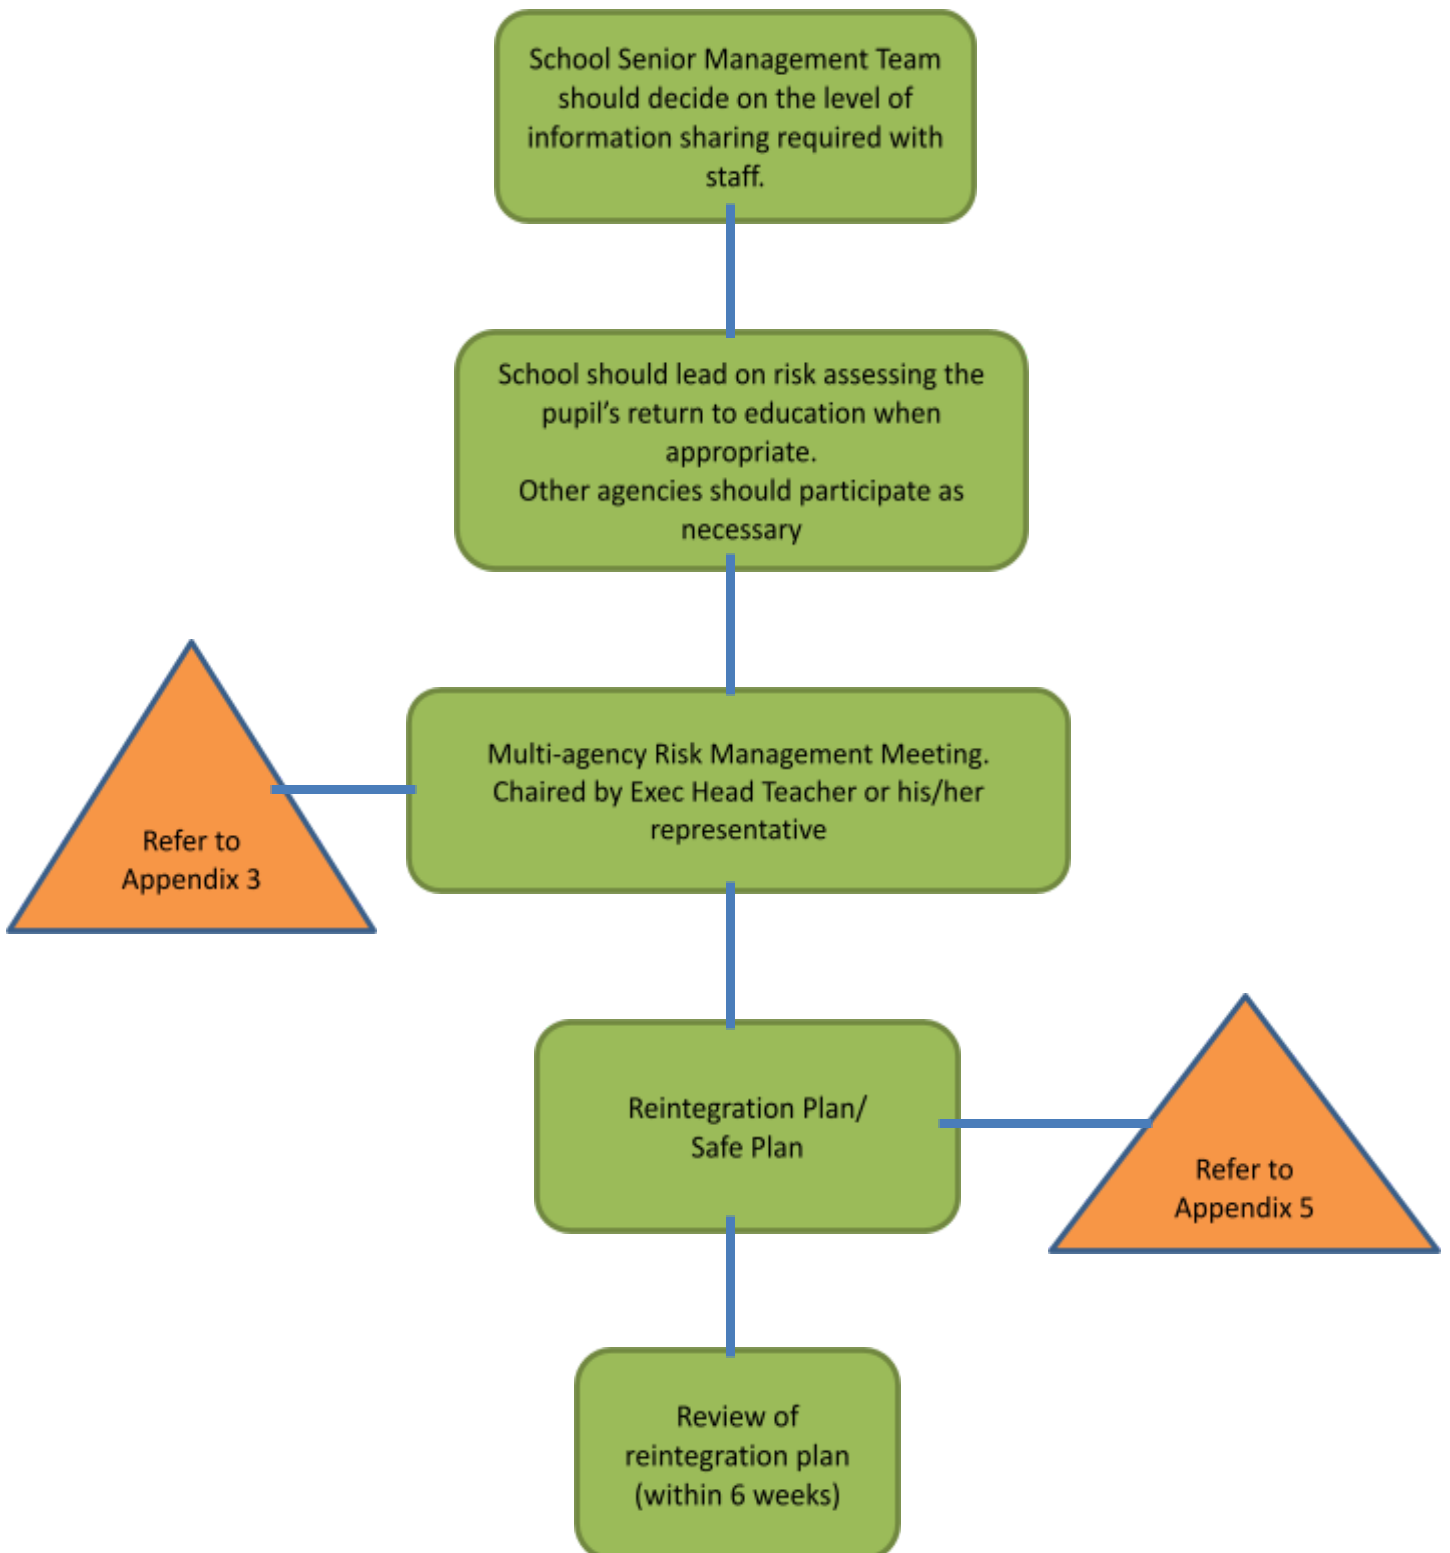 School Senior Management Team
should decide on the level of
information sharing required with
staff.
School should lead on risk assessing the
pupil’s return to education when
appropriate.
Other agencies should participate as
necessary
Multi-agency Risk Management Meeting.
Chaired by Exec Head Teacher or his/her
representative
Refer to
Appendix 3
Reintegration Plan/
Safe Plan
Refer to
Appendix 5
Review of
reintegration plan
(within 6 weeks)